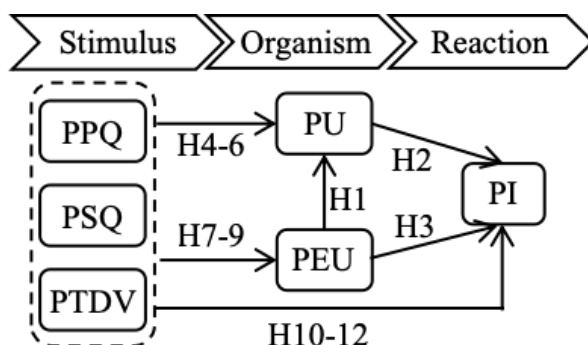 Stimulus
Organism
Reaction
PPQ
H4-6
PU
H2
PSQ
H1
PI
H7-9
PEU
H3
PTDV
H10-12